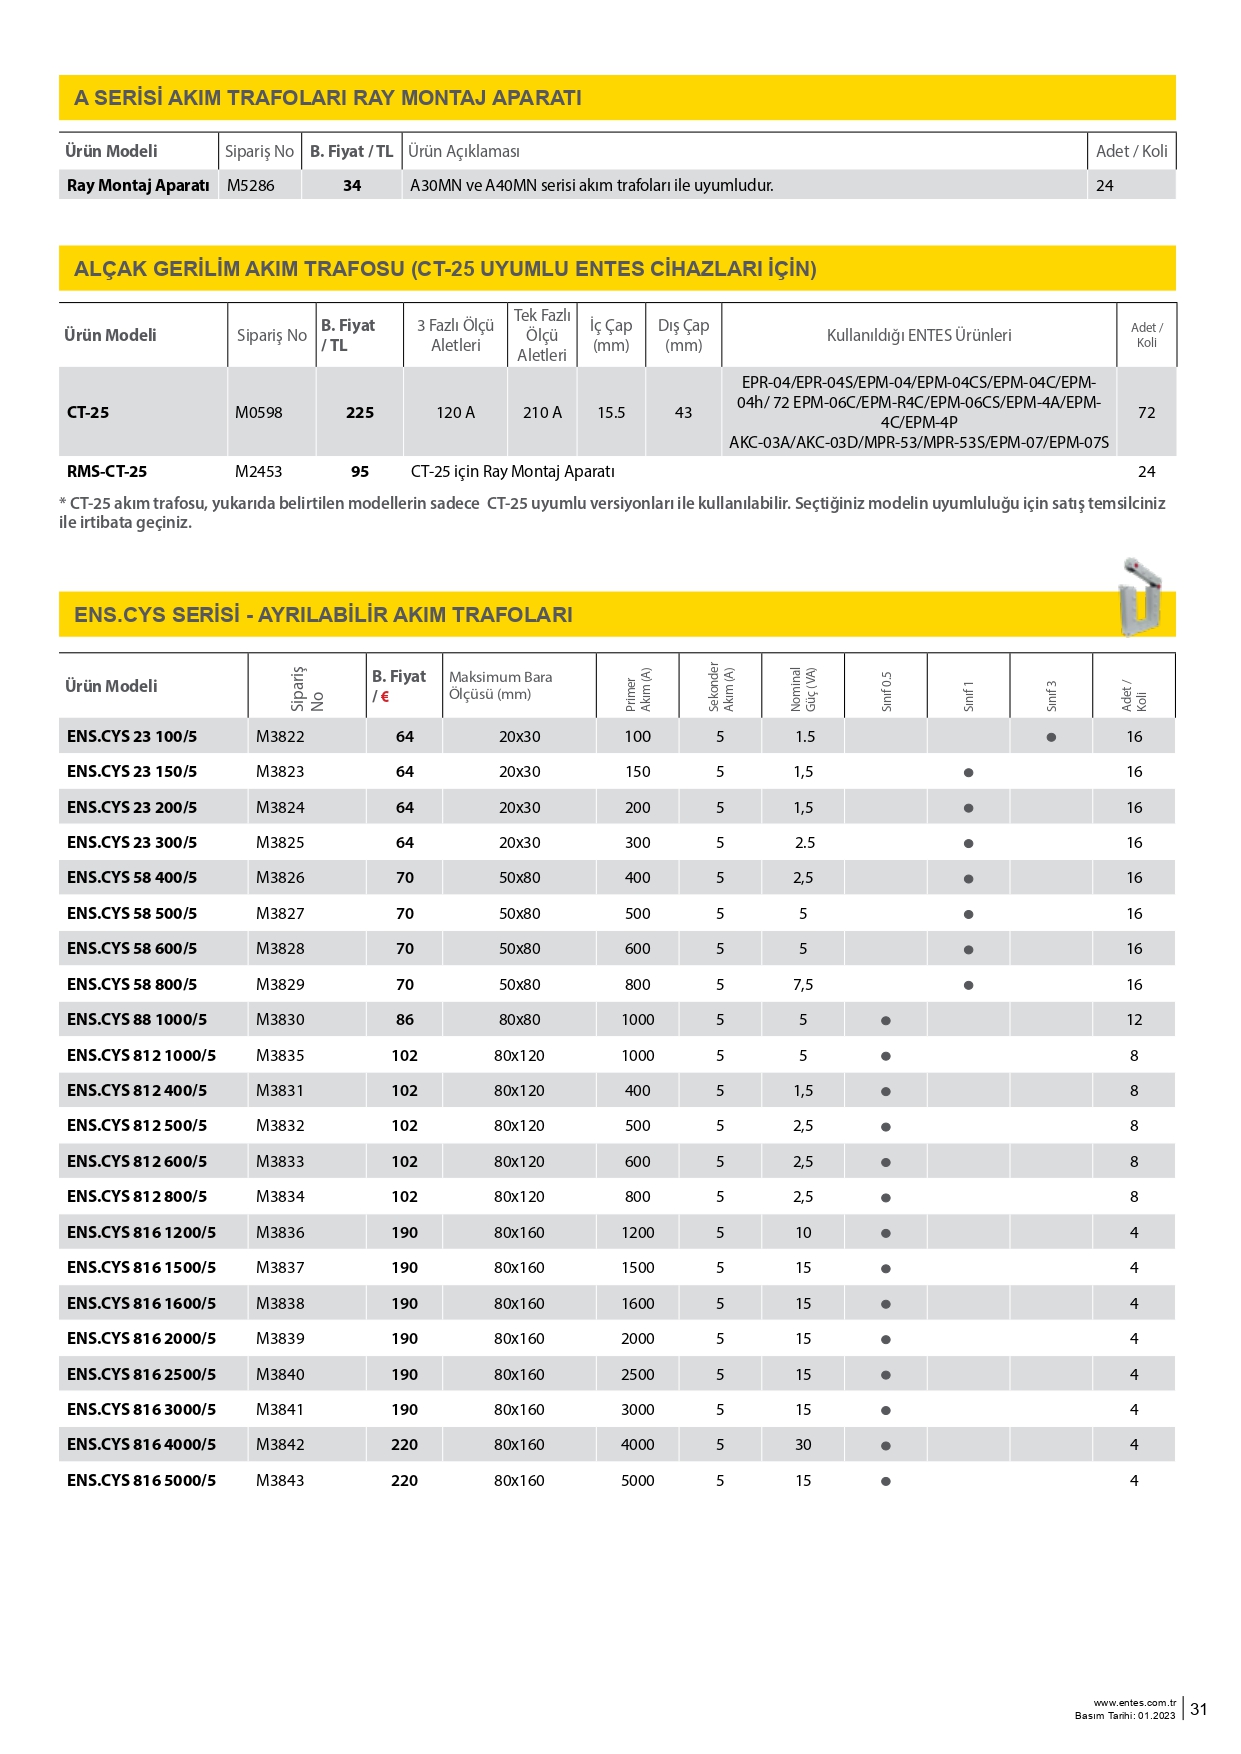 A SERİSİ AKIM TRAFOLARI RAY MONTAJ APARATI
Ürün Modeli Sipariş No B. Fiyat / TL Ürün Açıklaması Adet / Koli
Ray Montaj Aparatı M5286 34 A30MN ve A40MN serisi akım trafoları ile uyumludur. 24
ALÇAK GERİLİM AKIM TRAFOSU (CT-25 UYUMLU ENTES CİHAZLARI İÇİN)
Ürün Modeli Sipariş No B. Fiyat / TL 3 Fazlı Ölçü Aletleri Tek Fazlı Ölçü Aletleri İç Çap (mm) Dış Çap (mm) Kullanıldığı ENTES Ürünleri Adet / Koli
CT-25 M0598 225 120 A 210 A 15.5 43 EPR-04/EPR-04S/EPM-04/EPM-04CS/EPM-04C/EPM-
04h/ 72 EPM-06C/EPM-R4C/EPM-06CS/EPM-4A/EPM-
4C/EPM-4P
AKC-03A/AKC-03D/MPR-53/MPR-53S/EPM-07/EPM-07S 72
RMS-CT-25 M2453 95 CT-25 için Ray Montaj Aparatı 24
* CT-25 akım trafosu, yukarıda belirtilen modellerin sadece CT-25 uyumlu versiyonları ile kullanılabilir. Seçtiğiniz modelin uyumluluğu için satış temsilciniz
ile irtibata geçiniz.
ENS.CYS SERİSİ - AYRILABİLİR AKIM TRAFOLARI
Ürün Modeli Sipariş No B. Fiyat / € Maksimum Bara Ölçüsü (mm) Primer Akım (A) Sekonder Akım (A) Nominal Güç (VA) Sınıf 0.5 Sınıf 1 Sınıf 3 Adet / Koli
ENS.CYS 23 100/5 M3822 64 20x30 100 5 1.5 ● 16
ENS.CYS 23 150/5 M3823 64 20x30 150 5 1,5 ● 16
ENS.CYS 23 200/5 M3824 64 20x30 200 5 1,5 ● 16
ENS.CYS 23 300/5 M3825 64 20x30 300 5 2.5 ● 16
ENS.CYS 58 400/5 M3826 70 50x80 400 5 2,5 ● 16
ENS.CYS 58 500/5 M3827 70 50x80 500 5 5 ● 16
ENS.CYS 58 600/5 M3828 70 50x80 600 5 5 ● 16
ENS.CYS 58 800/5 M3829 70 50x80 800 5 7,5 ● 16
ENS.CYS 88 1000/5 M3830 86 80x80 1000 5 5 ● 12
ENS.CYS 812 1000/5 M3835 102 80x120 1000 5 5 ● 8
ENS.CYS 812 400/5 M3831 102 80x120 400 5 1,5 ● 8
ENS.CYS 812 500/5 M3832 102 80x120 500 5 2,5 ● 8
ENS.CYS 812 600/5 M3833 102 80x120 600 5 2,5 ● 8
ENS.CYS 812 800/5 M3834 102 80x120 800 5 2,5 ● 8
ENS.CYS 816 1200/5 M3836 190 80x160 1200 5 10 ● 4
ENS.CYS 816 1500/5 M3837 190 80x160 1500 5 15 ● 4
ENS.CYS 816 1600/5 M3838 190 80x160 1600 5 15 ● 4
ENS.CYS 816 2000/5 M3839 190 80x160 2000 5 15 ● 4
ENS.CYS 816 2500/5 M3840 190 80x160 2500 5 15 ● 4
ENS.CYS 816 3000/5 M3841 190 80x160 3000 5 15 ● 4
ENS.CYS 816 4000/5 M3842 220 80x160 4000 5 30 ● 4
ENS.CYS 816 5000/5 M3843 220 80x160 5000 5 15 ● 4
www.entes.com.tr
Basım Tarihi: 01.2023 31